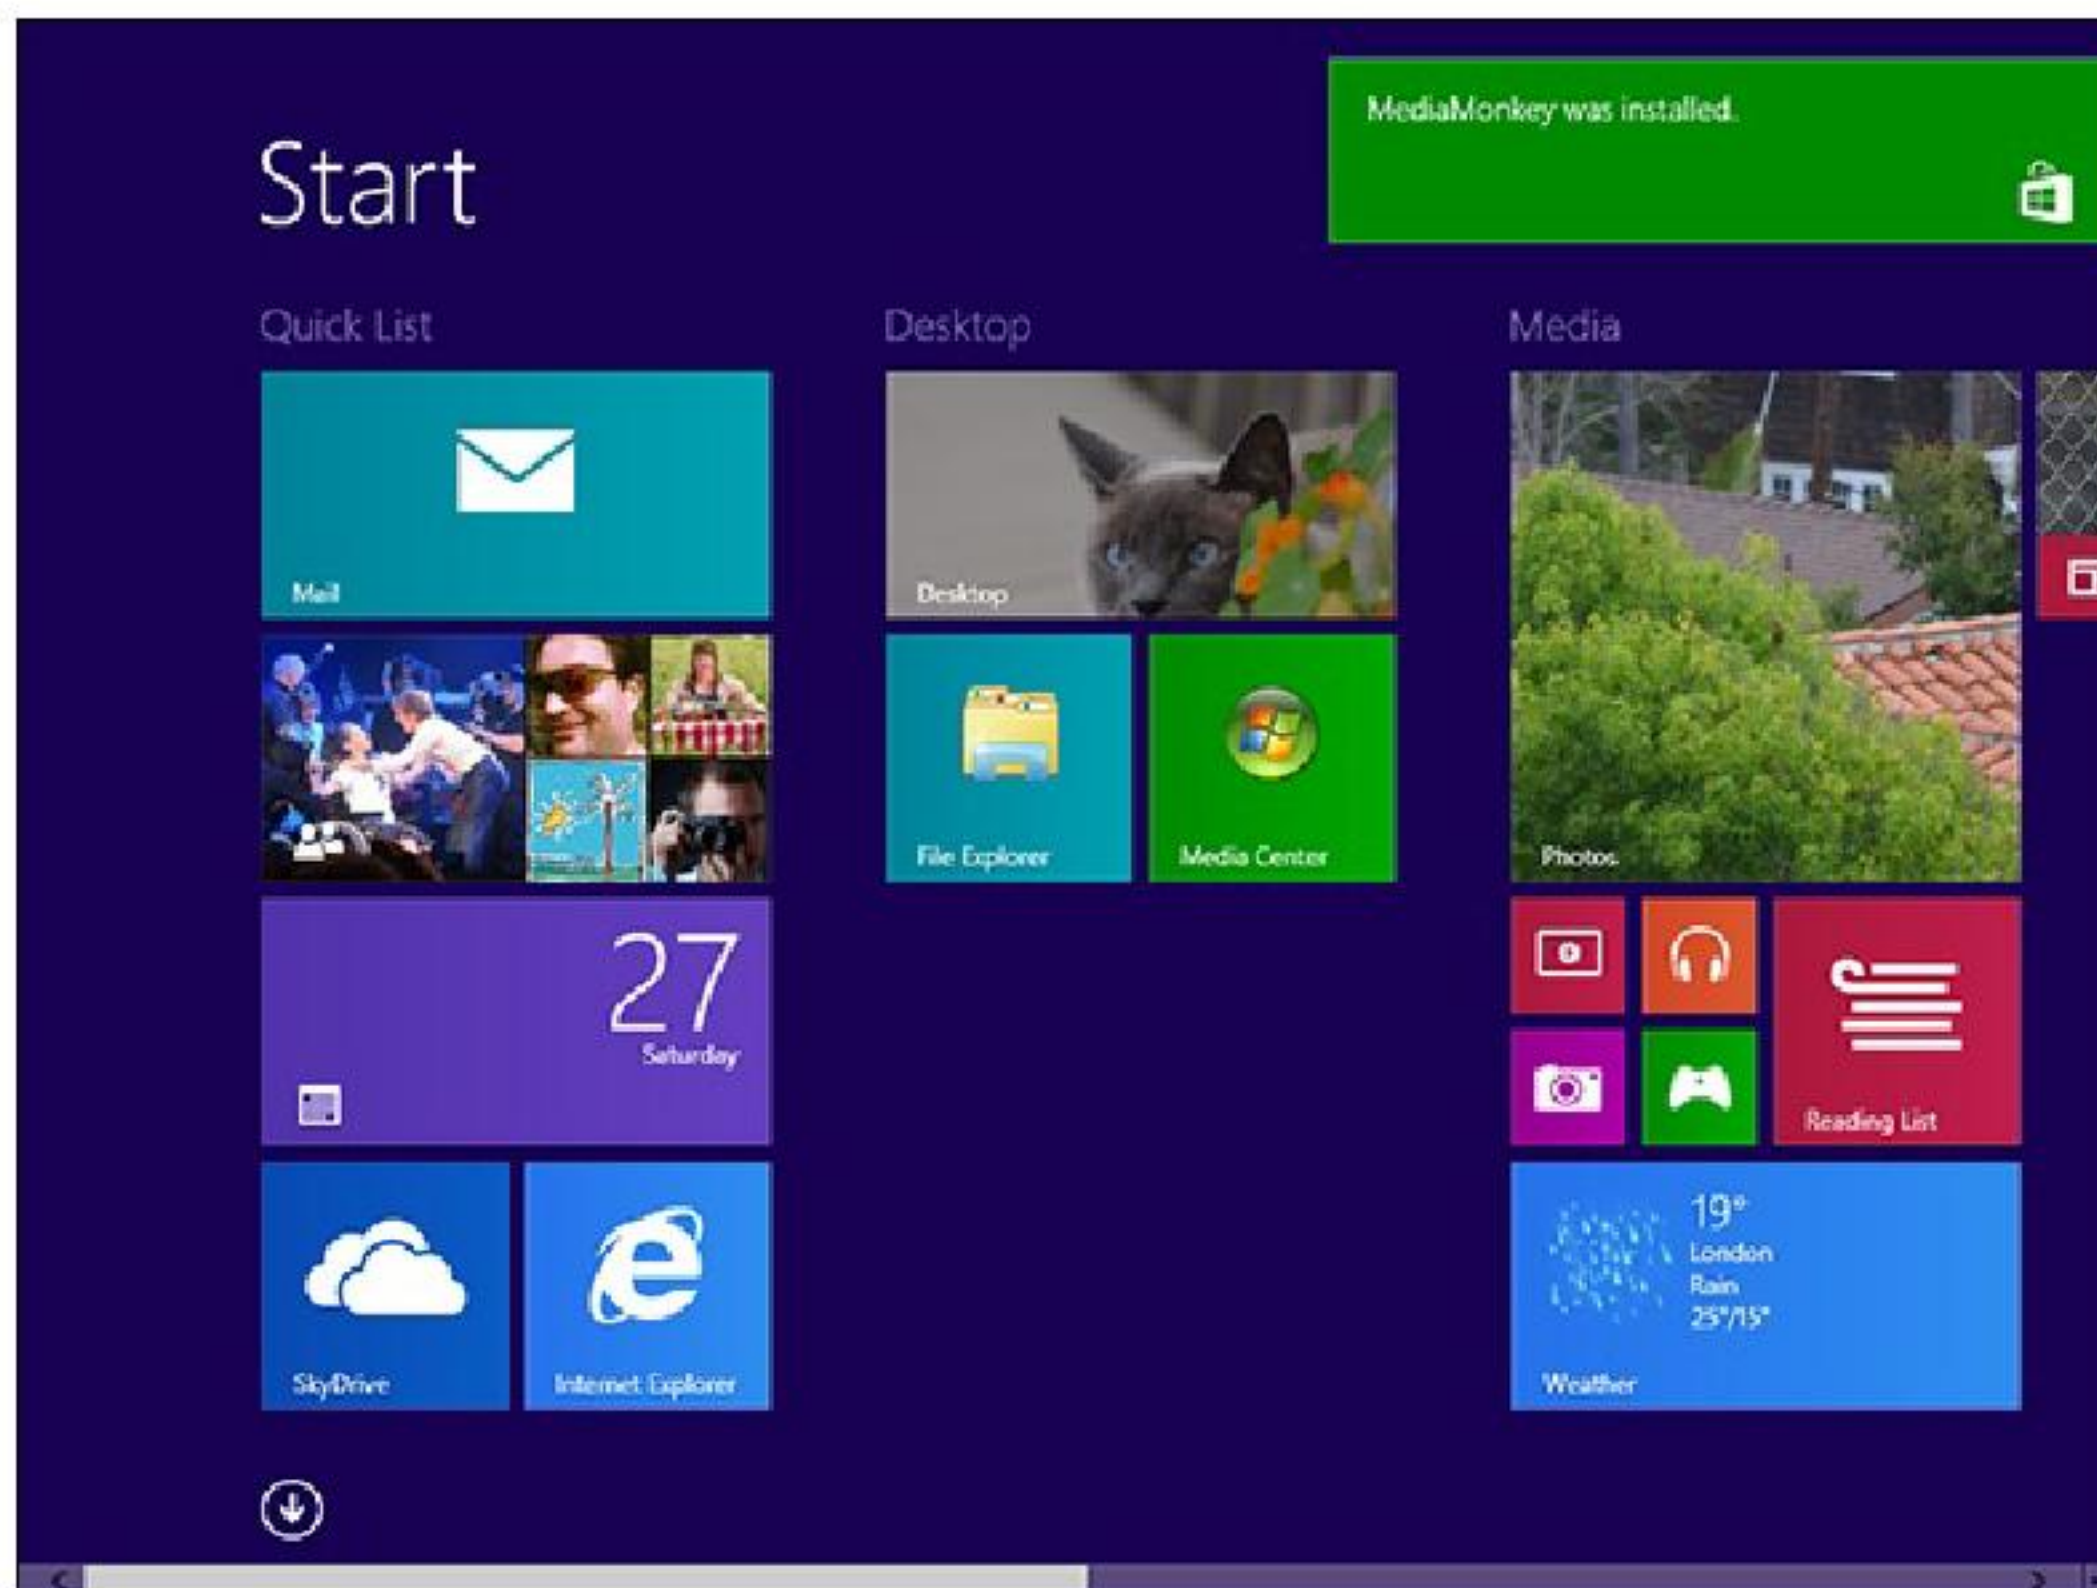 MediaMonkey was installed.
Start
Quick List
Desktop
Media
Mail
Desktop
File Explorer
Media Center
Photos
27
Saturday
Reading List
19°
London
Rain
25°/15°
SkyDrive
Internet Explorer
Weather